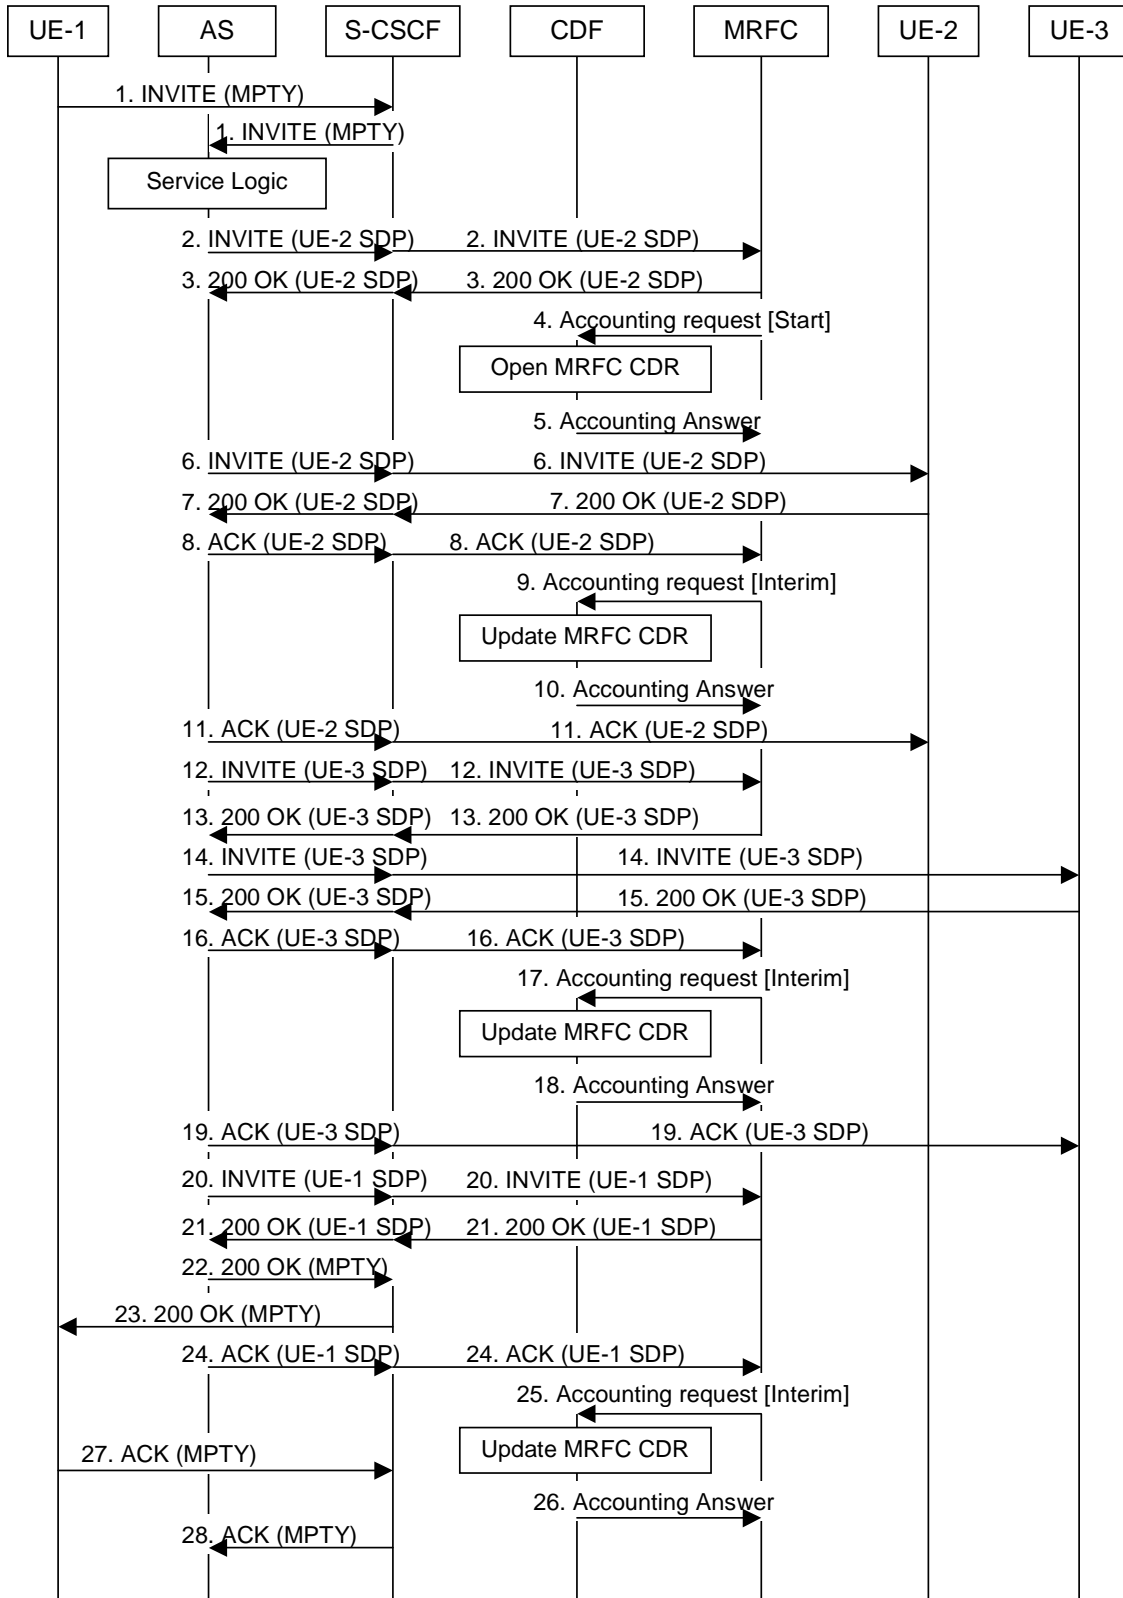 UE-1 AS S-CSCF CDF MRFC UE-2 UE-3
1. INVITE (MPTY)
1. INVITE (MPTY)
Service Logic
2. INVITE (UE-2 SDP) 2. INVITE (UE-2 SDP)
3. 200 OK (UE-2 SDP) 3. 200 OK (UE-2 SDP)
4. Accounting request [Start]
Open MRFC CDR
5. Accounting Answer
6. INVITE (UE-2 SDP) 6. INVITE (UE-2 SDP)
7. 200 OK (UE-2 SDP) 7. 200 OK (UE-2 SDP)
8. ACK (UE-2 SDP) 8. ACK (UE-2 SDP)
9. Accounting request [Interim]
Update MRFC CDR
10. Accounting Answer
11. ACK (UE-2 SDP) 11. ACK (UE-2 SDP)
12. INVITE (UE-3 SDP) 12. INVITE (UE-3 SDP)
13. 200 OK (UE-3 SDP) 13. 200 OK (UE-3 SDP)
14. INVITE (UE-3 SDP) 14. INVITE (UE-3 SDP)
15. 200 OK (UE-3 SDP) 15. 200 OK (UE-3 SDP)
16. ACK (UE-3 SDP) 16. ACK (UE-3 SDP)
17. Accounting request [Interim]
Update MRFC CDR
18. Accounting Answer
19. ACK (UE-3 SDP) 19. ACK (UE-3 SDP)
20. INVITE (UE-1 SDP) 20. INVITE (UE-1 SDP)
21. 200 OK (UE-1 SDP) 21. 200 OK (UE-1 SDP)
22. 200 OK (MPTY)
23. 200 OK (MPTY)
24. ACK (UE-1 SDP) 24. ACK (UE-1 SDP)
25. Accounting request [Interim]
Update MRFC CDR
27. ACK (MPTY)
26. Accounting Answer
28. ACK (MPTY)